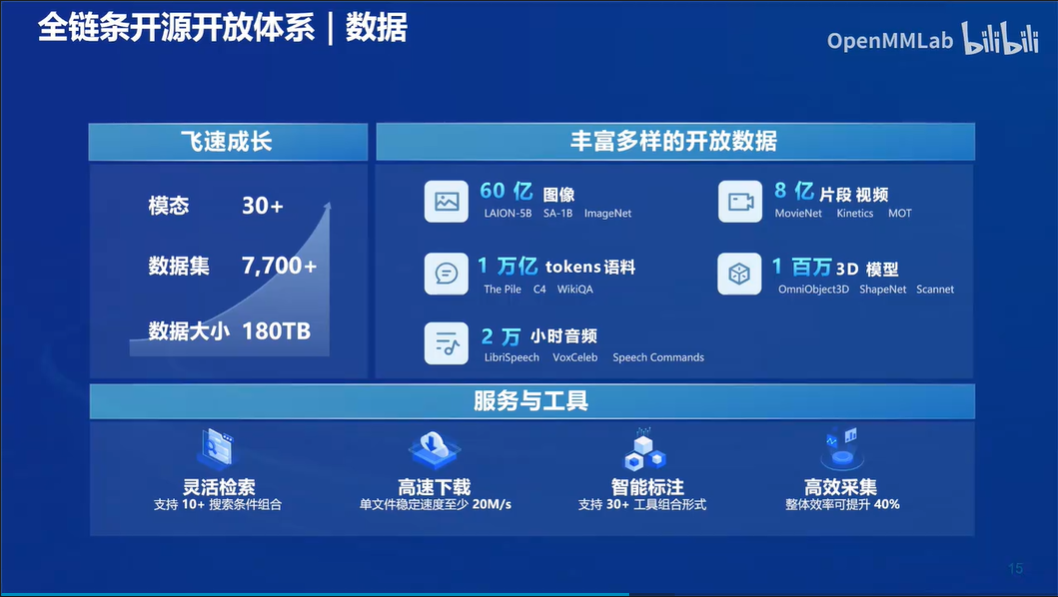 全链条开源开放体系｜数据
OpenMMLab bilibili
飞速成长
模态 30+
数据集 7,700+
数据大小 180TB
丰富多样的开放数据
60 亿 图像
LAION-5B SA-1B ImageNet
8 亿 片段 视频
MovieNet Kinetics MOT
1 万亿 tokens语料
The Pile C4 WikiQA
1 百万 3D 模型
OmniObject3D ShapeNet Scannet
2 万 小时音频
LibriSpeech VoxCeleb Speech Commands
服务与工具
灵活检索
支持 10+ 搜索条件组合
高速下载
单文件稳定速度至少 20M/s
智能标注
支持 30+ 工具组合形式
高效采集
整体效率可提升 40%
15